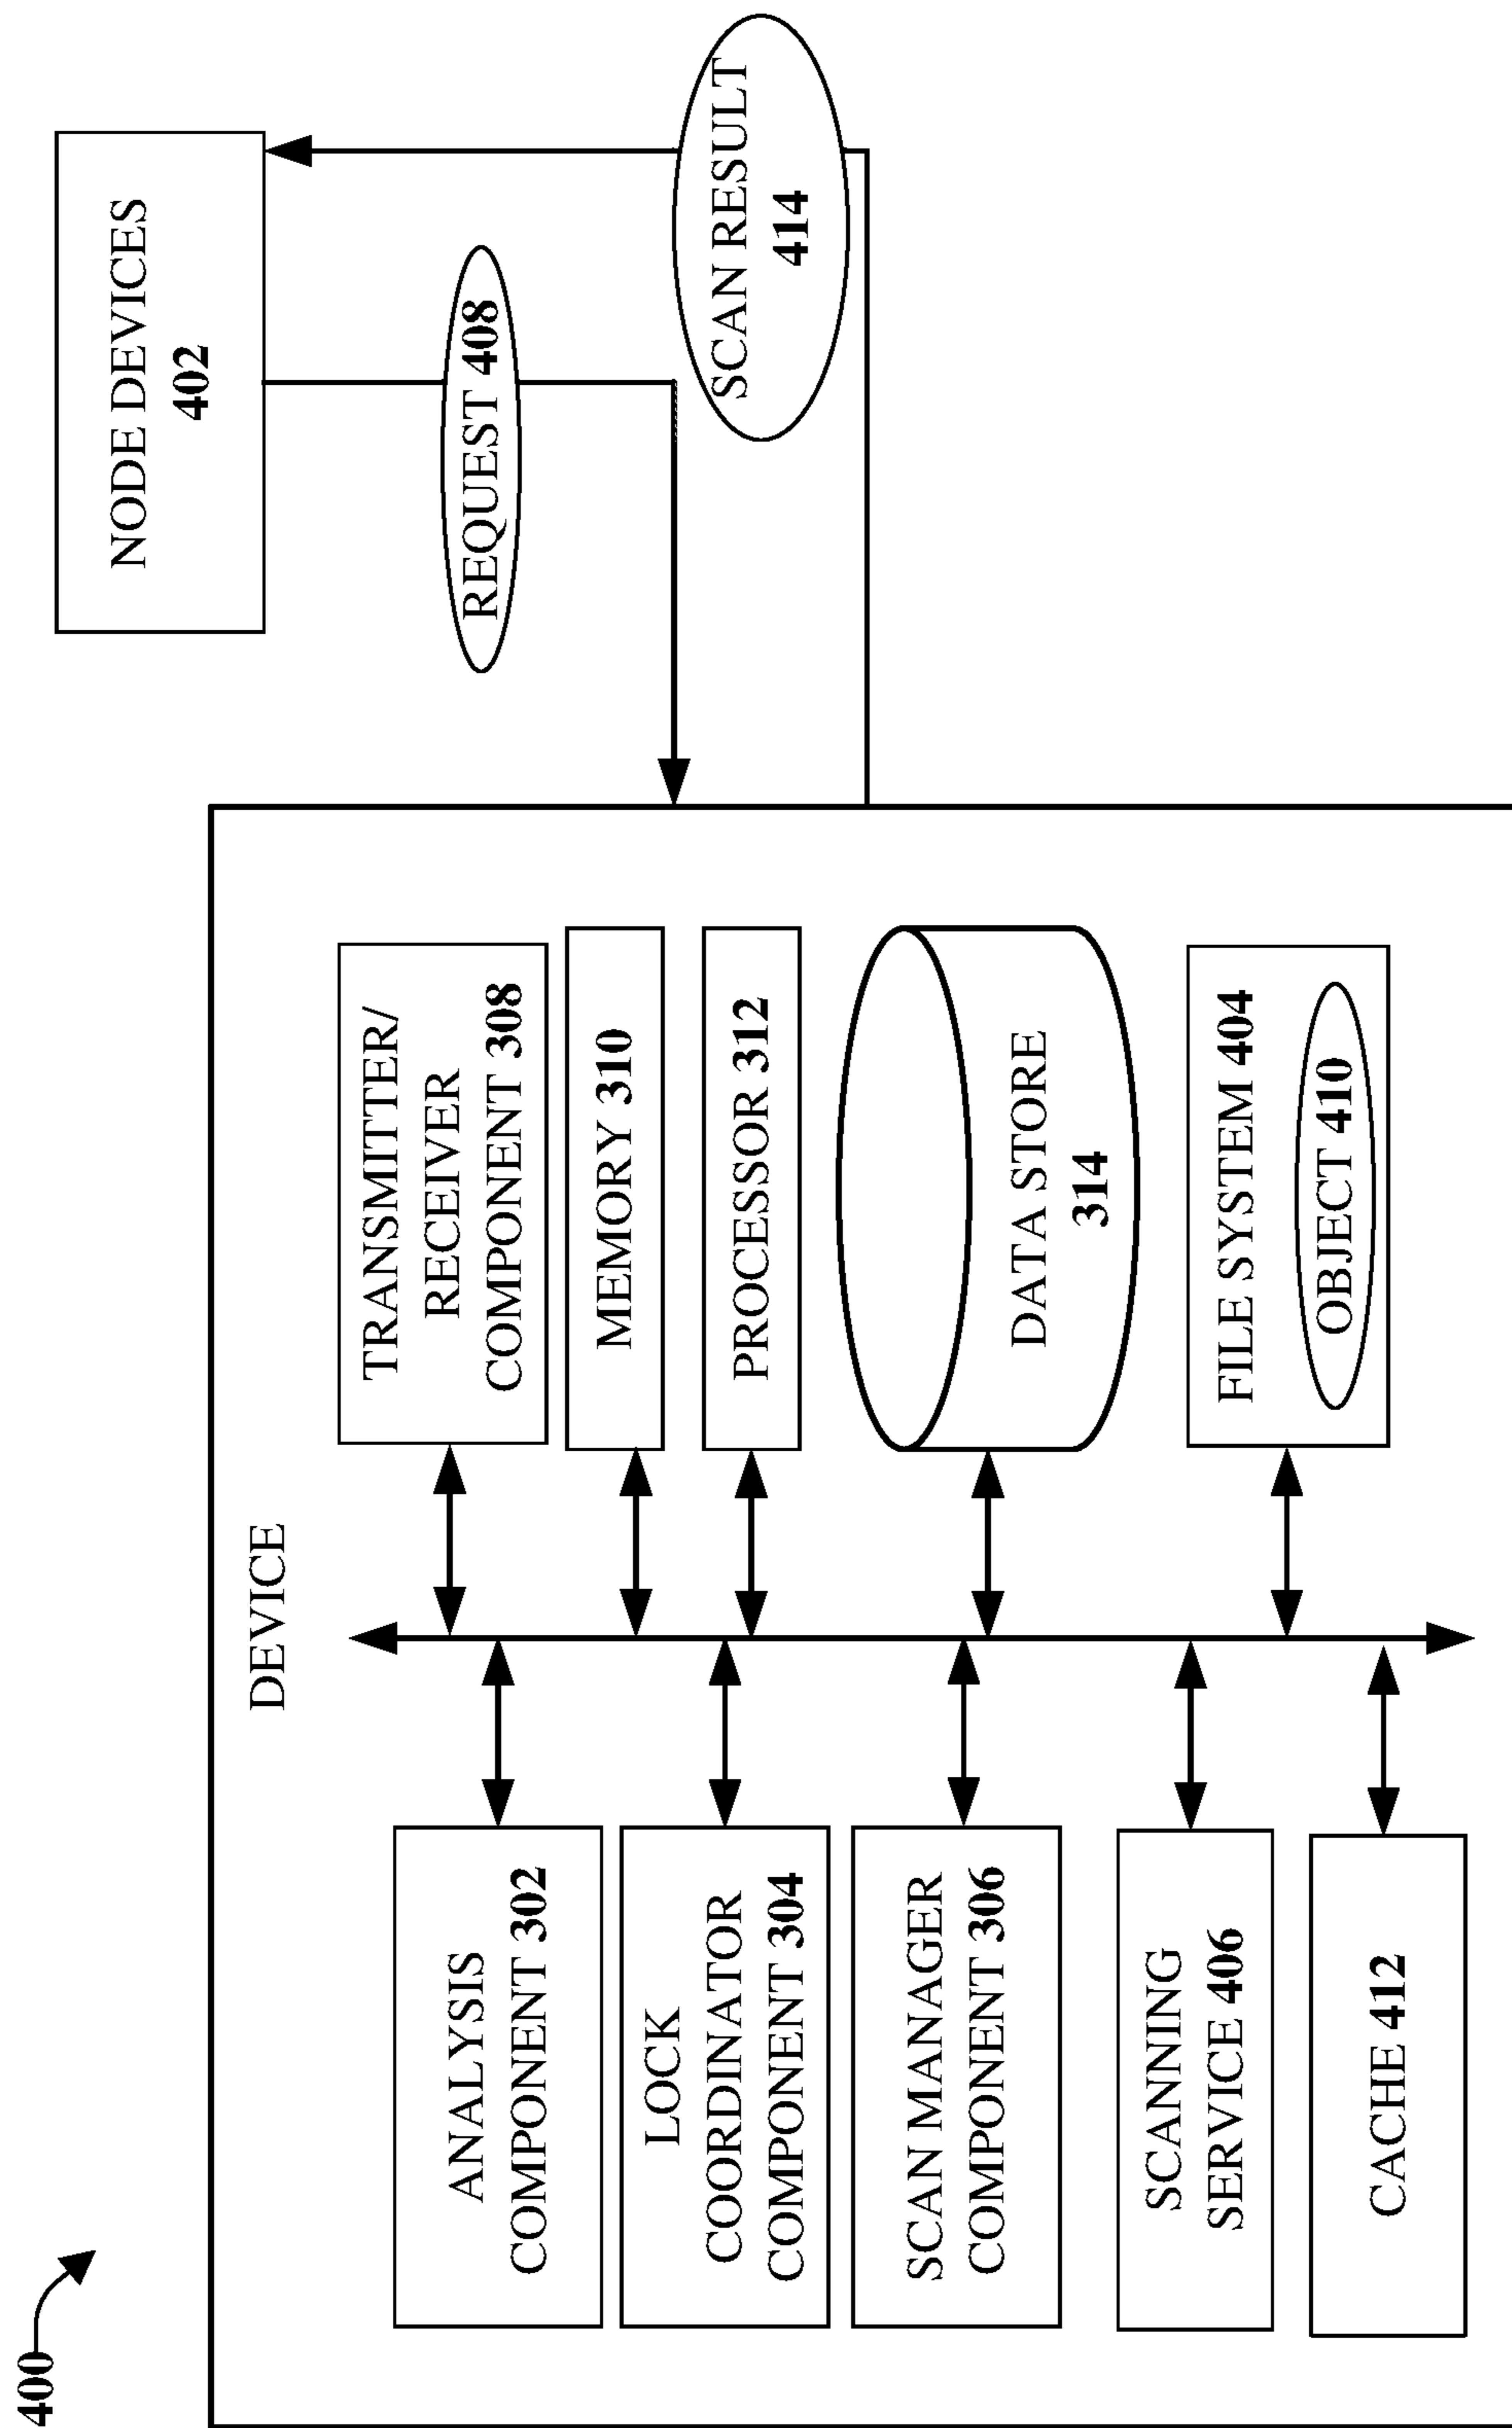 400
DEVICE
ANALYSIS
COMPONENT 302
LOCK
COORDINATOR
COMPONENT 304
SCAN MANAGER
COMPONENT 306
SCANNING
SERVICE 406
CACHE 412
TRANSMITTER/
RECEIVER
COMPONENT 308
MEMORY 310
PROCESSOR 312
DATA STORE
314
FILE SYSTEM 404
OBJECT 410
NODE DEVICES
402
REQUEST 408
SCAN RESULT
414